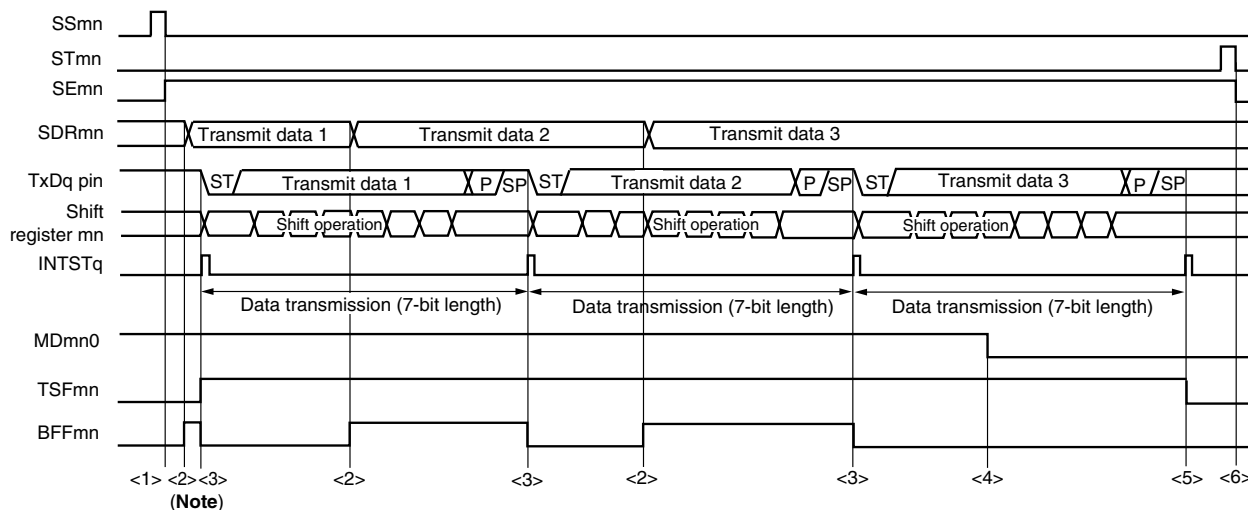 SSmn
STmn
SEmn
SDRmn Transmit data 1 Transmit data 2 Transmit data 3
TxDq pin ST Transmit data 1 P SP ST Transmit data 2 P SP ST Transmit data 3 P SP
Shift
register mn Shift operation Shift operation Shift operation
INTSTq
Data transmission (7-bit length) Data transmission (7-bit length) Data transmission (7-bit length)
MDmn0
TSFmn
BFFmn
<1> <2> <3> <2> <3> <2> <3> <4> <5> <6>
(Note)